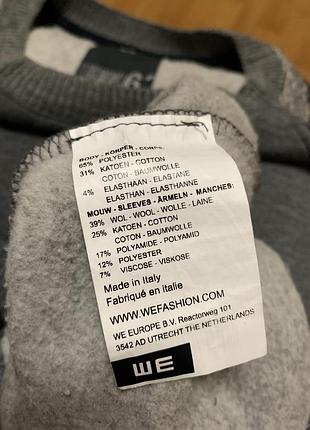 BODY - KÖRPER - CORPS:
65% POLYESTER
31% KATOEN - COTTON
COTON - BAUMWOLLE
4% ELASTHAAN - ELASTANE
ELASTHAN - ELASTHANNE
MOUW - SLEEVES - ÄRMELN - MANCHES:
39% WOL - WOOL - WOLLE - LAINE
25% KATOEN - COTTON
COTON - BAUMWOLLE
17% POLYAMIDE - POLYAMID
12% POLYESTER
7% VISCOSE - VISKOSE
Made in Italy
Fabriqué en Italie
WWW.WEFASHION.COM
WE EUROPE B.V. Reactorweg 101
3542 AD UTRECHT THE NETHERLANDS
WE